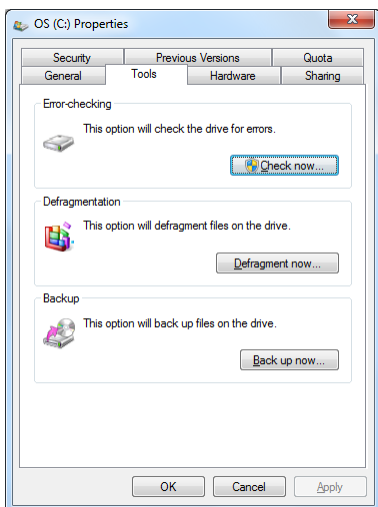 OS (C:) Properties
Security Previous Versions Quota
General Tools Hardware Sharing
Error-checking
This option will check the drive for errors.
Check now...
Defragmentation
This option will defragment files on the drive.
Defragment now...
Backup
This option will back up files on the drive.
Back up now...
OK Cancel Apply